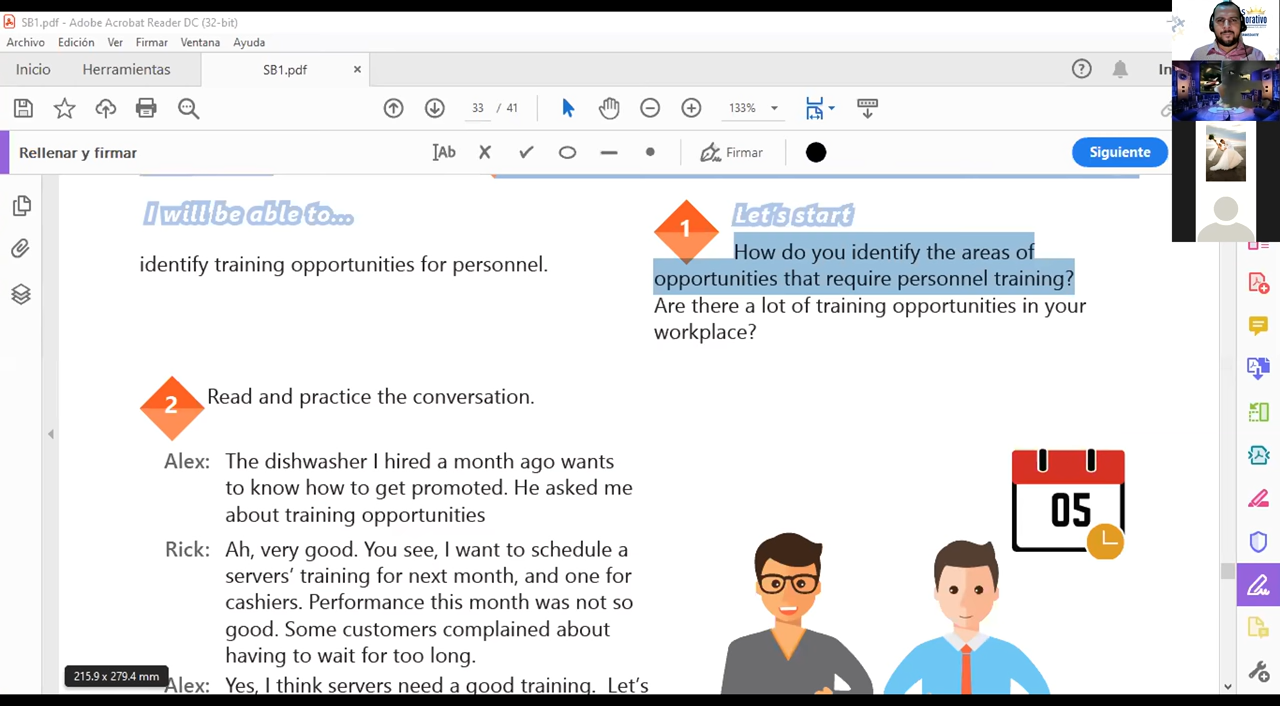 SB1.pdf - Adobe Acrobat Reader DC (32-bit)
Archivo Edición Ver Firmar Ventana Ayuda
Inicio Herramientas SB1.pdf × In
33 / 41 133%
Rellenar y firmar Firmar Siguiente
I will be able to...
identify training opportunities for personnel.
1 Let's start
How do you identify the areas of
opportunities that require personnel training?
Are there a lot of training opportunities in your
workplace?
2 Read and practice the conversation.
Alex: The dishwasher I hired a month ago wants
to know how to get promoted. He asked me
about training opportunities
Rick: Ah, very good. You see, I want to schedule a
servers' training for next month, and one for
cashiers. Performance this month was not so
good. Some customers complained about
having to wait for too long.
Alex: Yes, I think servers need a good training. Let's
05
215.9 x 279.4 mm